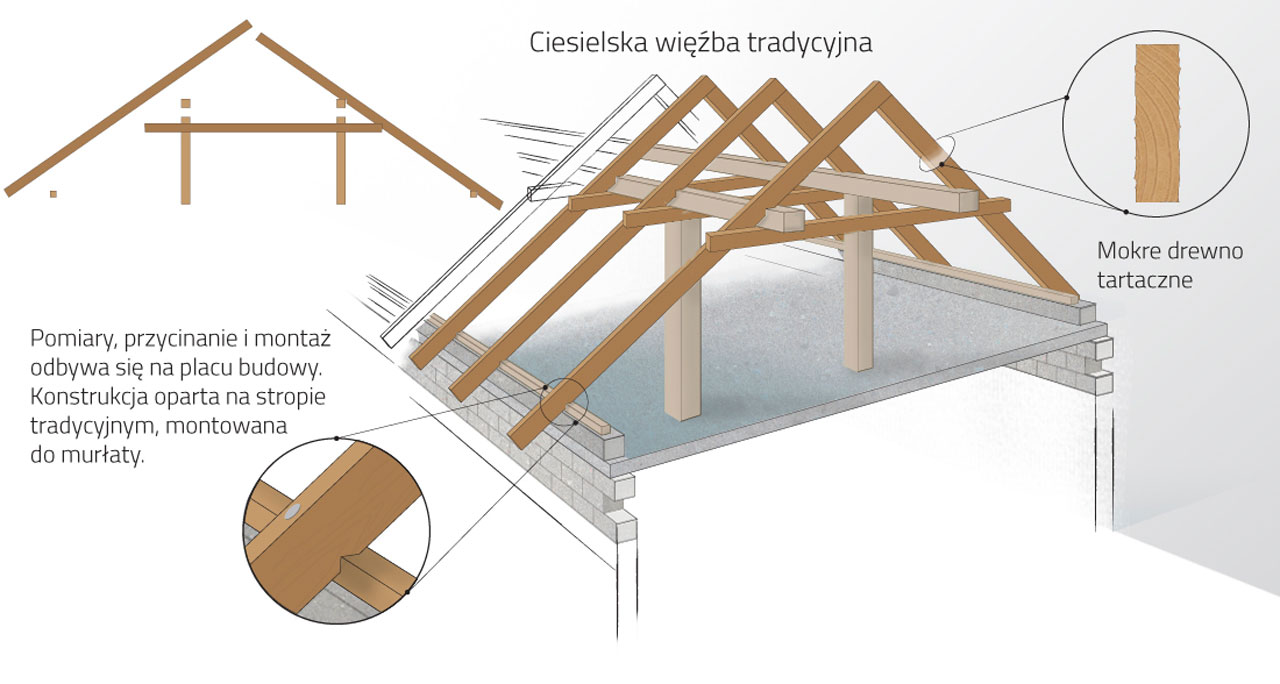 Ciesielska więźba tradycyjna
Mokre drewno
tartaczne
Pomiary, przycinanie i montaż
odbywa się na placu budowy.
Konstrukcja oparta na stropie
tradycyjnym, montowana
do murłaty.